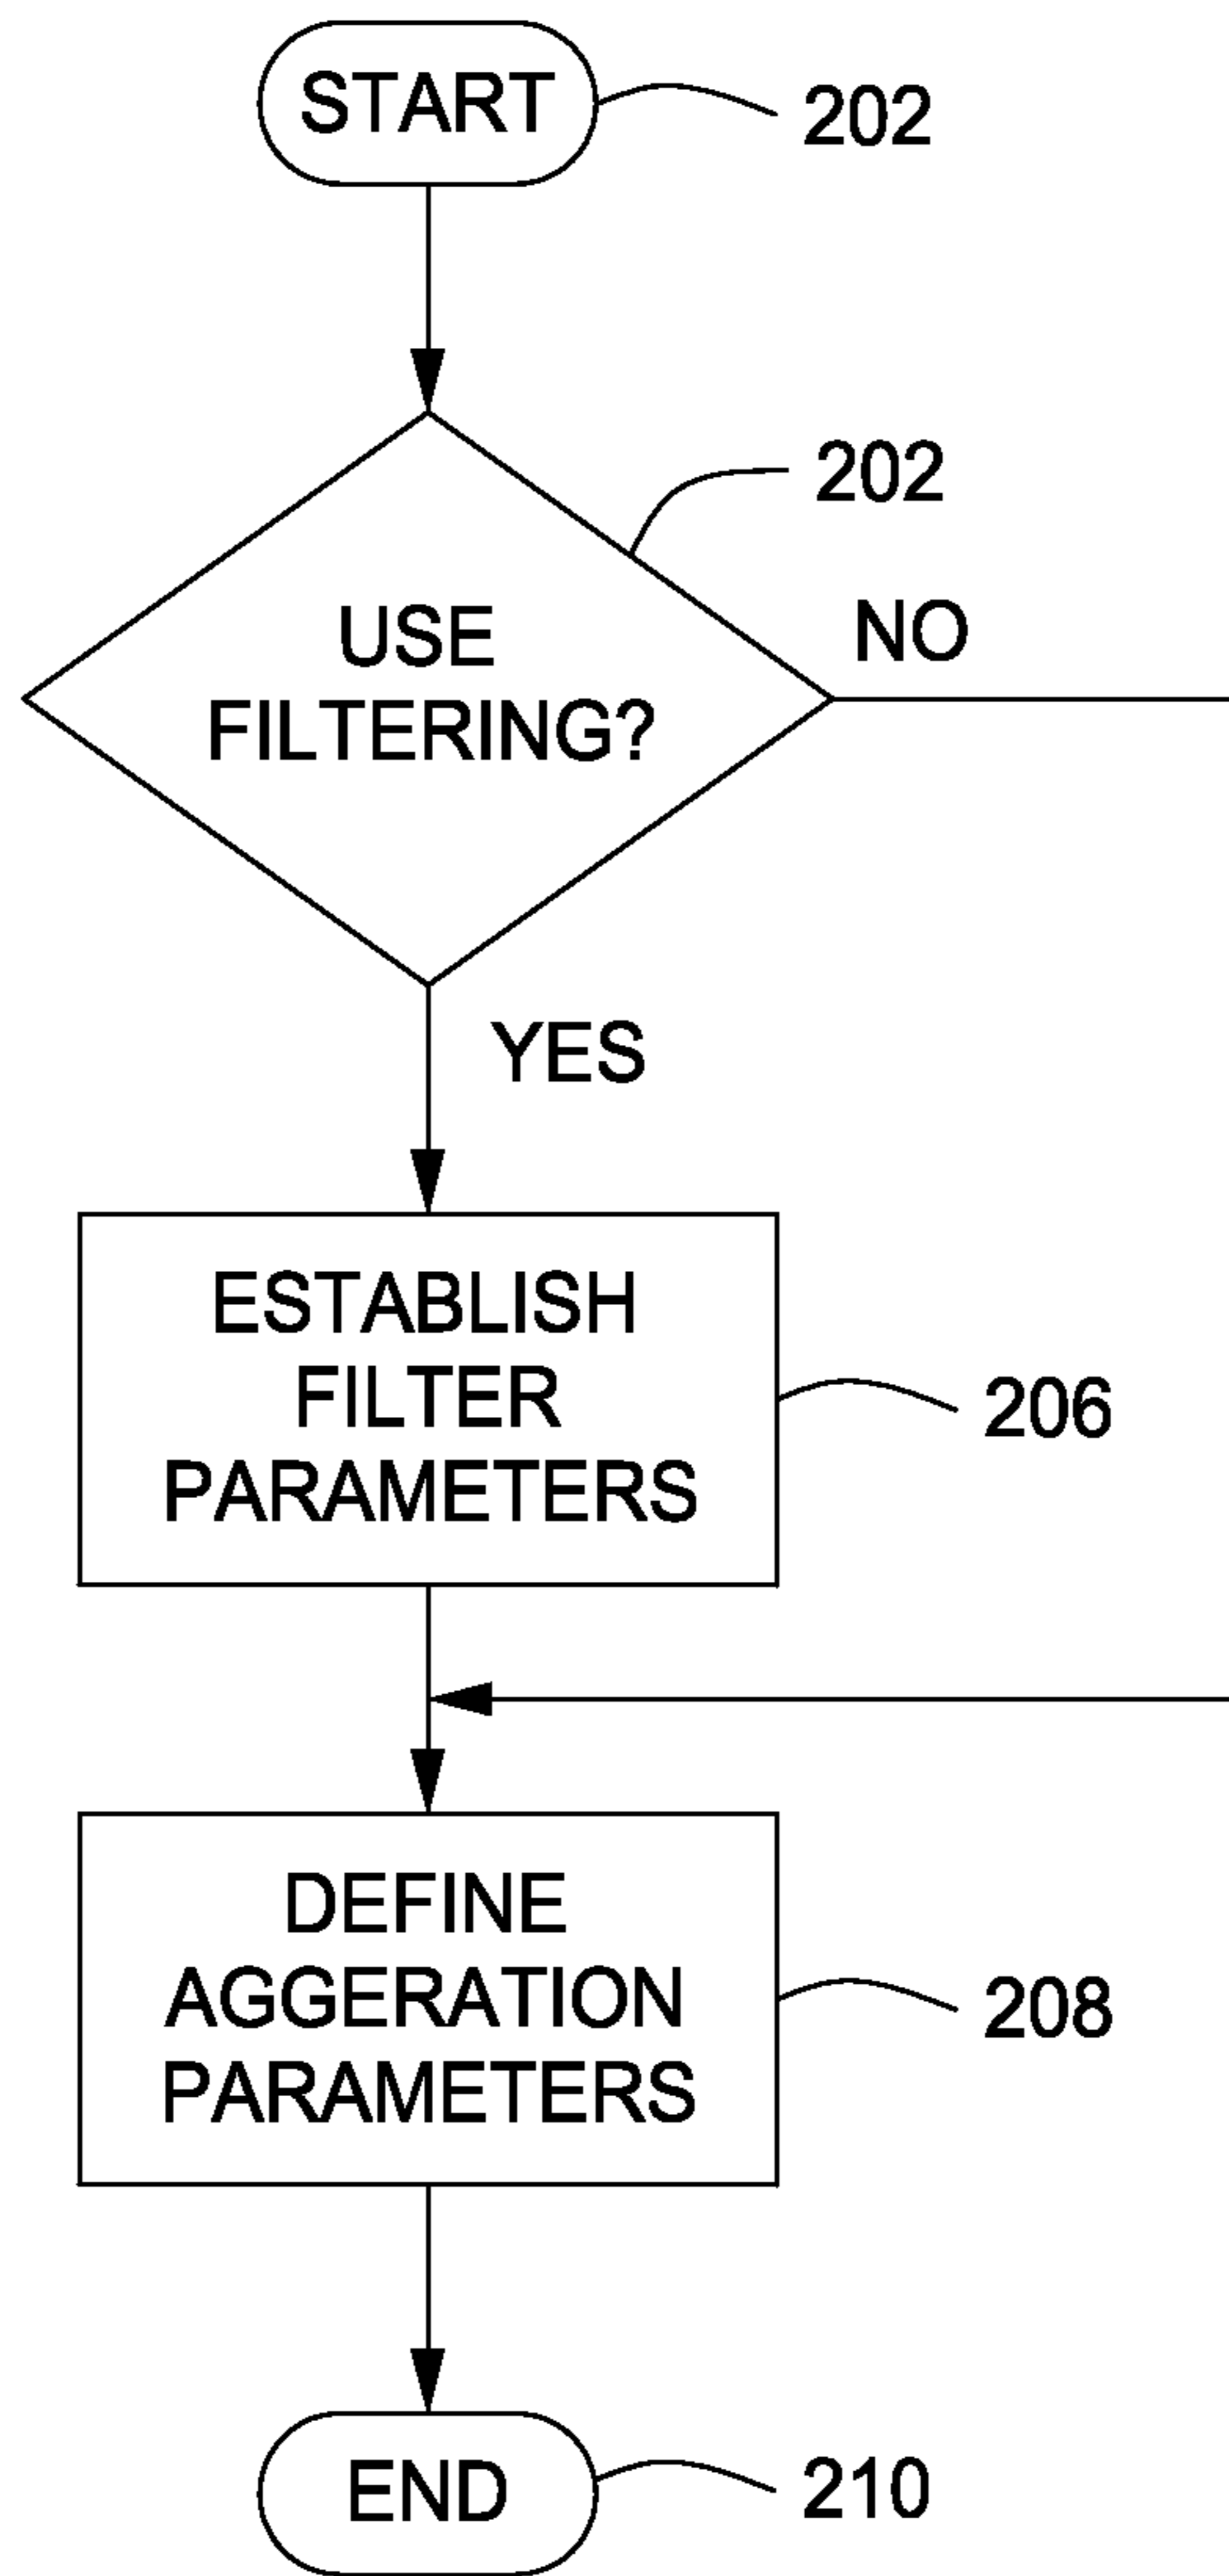 START
202
202
USE
FILTERING?
NO
YES
ESTABLISH
FILTER
PARAMETERS
206
DEFINE
AGGERATION
PARAMETERS
208
END
210